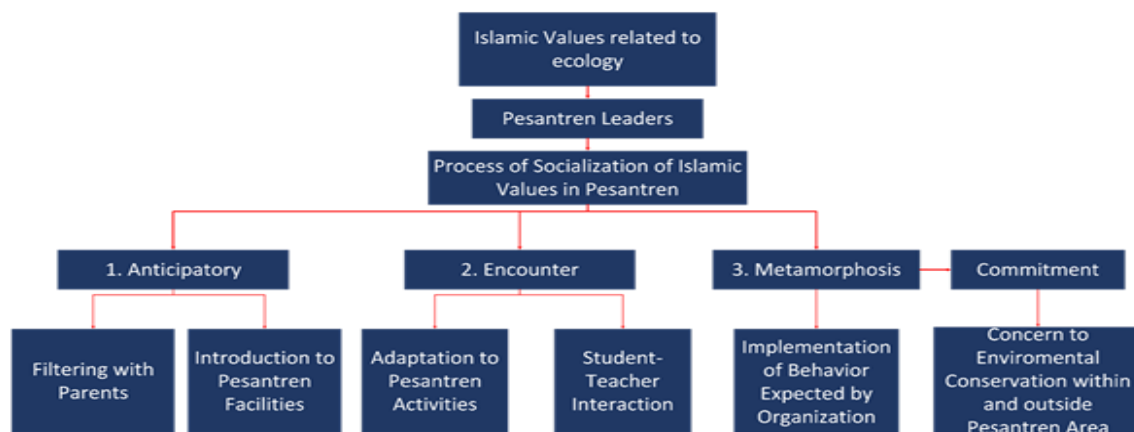 Islamic Values related to
ecology
Pesantren Leaders
Process of Socialization of Islamic
Values in Pesantren
1. Anticipatory
2. Encounter
3. Metamorphosis
Commitment
Filtering with
Parents
Introduction to
Pesantren
Facilities
Adaptation to
Pesantren
Activities
Student-
Teacher
Interaction
Implementation
of Behavior
Expected by
Organization
Concern to
Enviromental
Conservation within
and outside
Pesantren Area